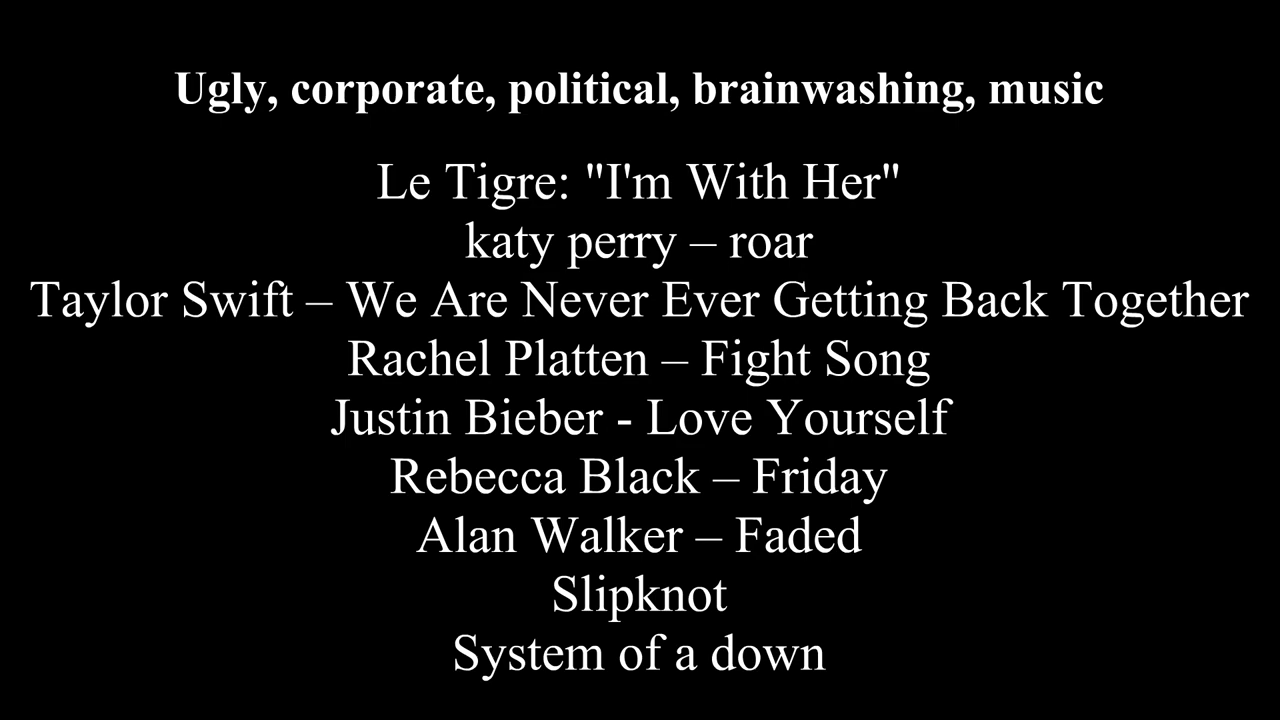 Ugly, corporate, political, brainwashing, music
Le Tigre: "I'm With Her"
katy perry – roar
Taylor Swift – We Are Never Ever Getting Back Together
Rachel Platten – Fight Song
Justin Bieber - Love Yourself
Rebecca Black – Friday
Alan Walker – Faded
Slipknot
System of a down